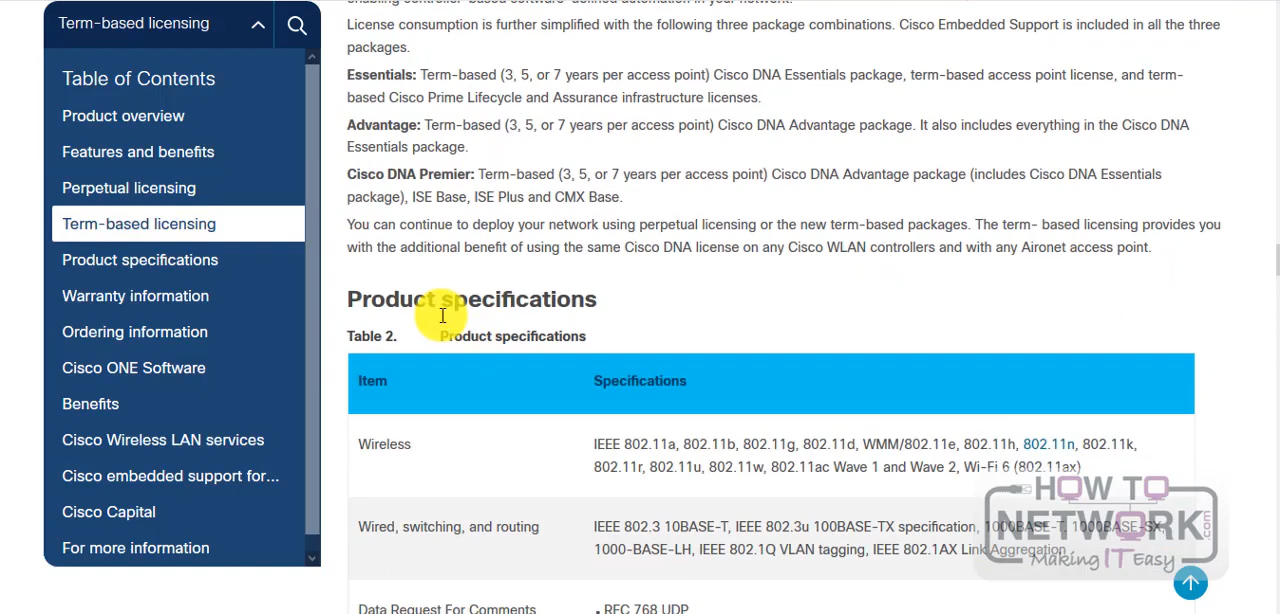 Term-based licensing
Table of Contents
Product overview
Features and benefits
Perpetual licensing
Term-based licensing
Product specifications
Warranty information
Ordering information
Cisco ONE Software
Benefits
Cisco Wireless LAN services
Cisco embedded support for...
Cisco Capital
For more information
enabling controller-based software-defined automation in your network.
License consumption is further simplified with the following three package combinations. Cisco Embedded Support is included in all the three
packages.
Essentials: Term-based (3, 5, or 7 years per access point) Cisco DNA Essentials package, term-based access point license, and term-
based Cisco Prime Lifecycle and Assurance infrastructure licenses.
Advantage: Term-based (3, 5, or 7 years per access point) Cisco DNA Advantage package. It also includes everything in the Cisco DNA
Essentials package.
Cisco DNA Premier: Term-based (3, 5, or 7 years per access point) Cisco DNA Advantage package (includes Cisco DNA Essentials
package), ISE Base, ISE Plus and CMX Base.
You can continue to deploy your network using perpetual licensing or the new term-based packages. The term- based licensing provides you
with the additional benefit of using the same Cisco DNA license on any Cisco WLAN controllers and with any Aironet access point.
Product specifications
Table 2. Product specifications
Item Specifications
Wireless IEEE 802.11a, 802.11b, 802.11g, 802.11d, WMM/802.11e, 802.11h, 802.11n, 802.11k,
802.11r, 802.11u, 802.11w, 802.11ac Wave 1 and Wave 2, Wi-Fi 6 (802.11ax)
Wired, switching, and routing IEEE 802.3 10BASE-T, IEEE 802.3u 100BASE-TX specification, 1000BASE-T, 1000BASE-SX,
1000-BASE-LH, IEEE 802.1Q VLAN tagging, IEEE 802.1AX Link Aggregation
Data Request For Comments • RFC 768 UDP
HOW TO
NETWORK.com
Making IT Easy